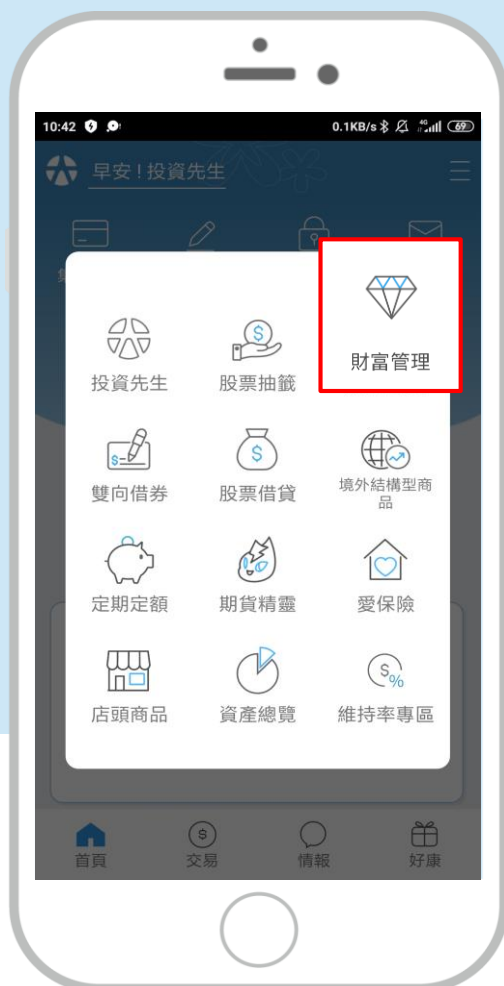 10:42
0.1KB/s
4G
69
早安！投資先生
財富管理
投資先生
股票抽籤
$
雙向借券
股票借貸
境外結構型商
品
$
$
定期定額
期貨精靈
愛保險
店頭商品
資產總覽
維持率專區
$
%
$
首頁
交易
情報
好康